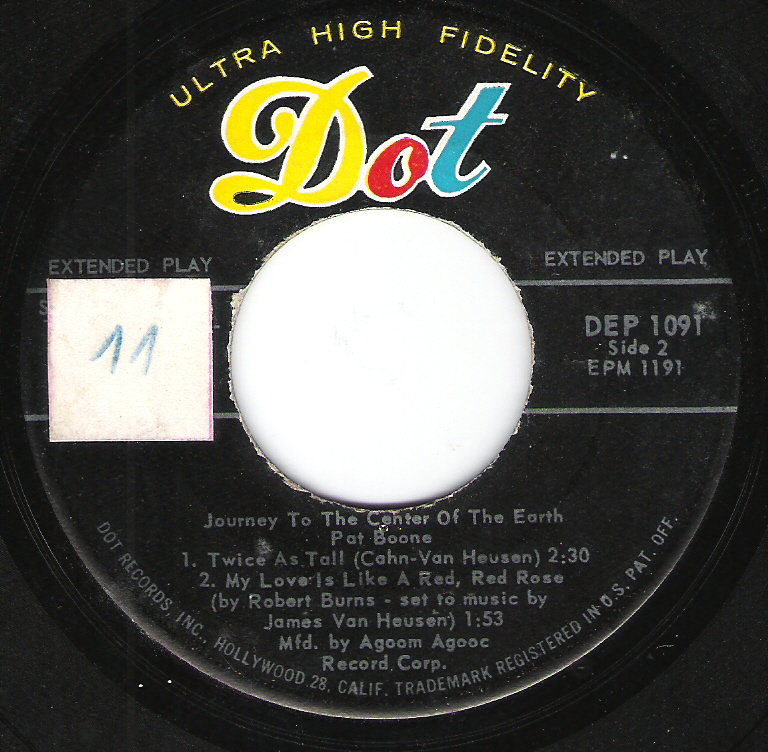 ULTRA HIGH FIDELITY
Dot
EXTENDED PLAY
EXTENDED PLAY
11
DEP 1091
Side 2
EPM 1191
Journey To The Center Of The Earth
Pat Boone
1. Twice As Tall (Cahn-Van Heusen) 2:30
2. My Love Is Like A Red, Red Rose
(by Robert Burns - set to music by
James Van Heusen) 1:53
Mfd. by Agoom Agooc
Record Corp.
DOT RECORDS, INC., HOLLYWOOD 28, CALIF. TRADEMARK REGISTERED IN U.S. PAT. OFF.